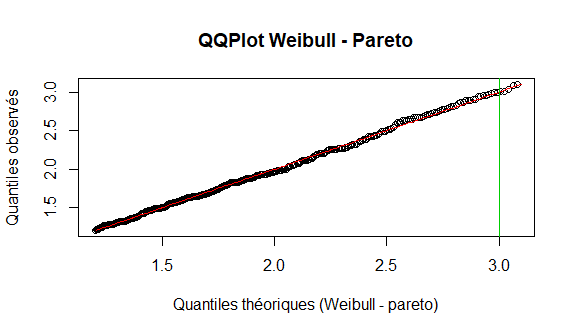 QQPlot Weibull - Pareto
Quantiles observés
3.0
2.5
2.0
1.5
1.5 2.0 2.5 3.0
Quantiles théoriques (Weibull - pareto)